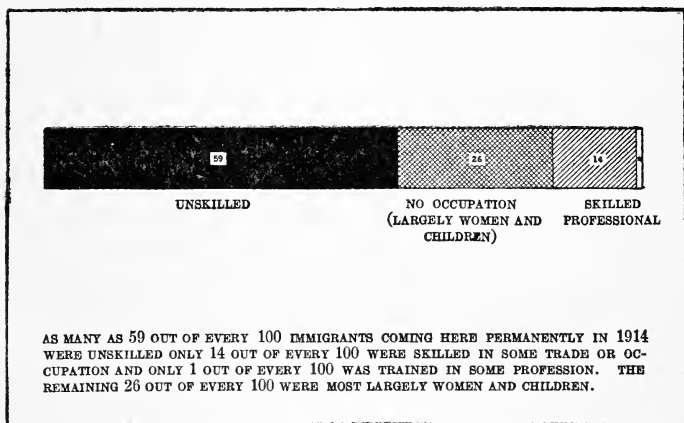 59 26 14
UNSKILLED NO OCCUPATION SKILLED
(LARGELY WOMEN AND PROFESSIONAL
CHILDREN)
AS MANY AS 59 OUT OF EVERY 100 IMMIGRANTS COMING HERE PERMANENTLY IN 1914
WERE UNSKILLED ONLY 14 OUT OF EVERY 100 WERE SKILLED IN SOME TRADE OR OC-
CUPATION AND ONLY 1 OUT OF EVERY 100 WAS TRAINED IN SOME PROFESSION. THE
REMAINING 26 OUT OF EVERY 100 WERE MOST LARGELY WOMEN AND CHILDREN.